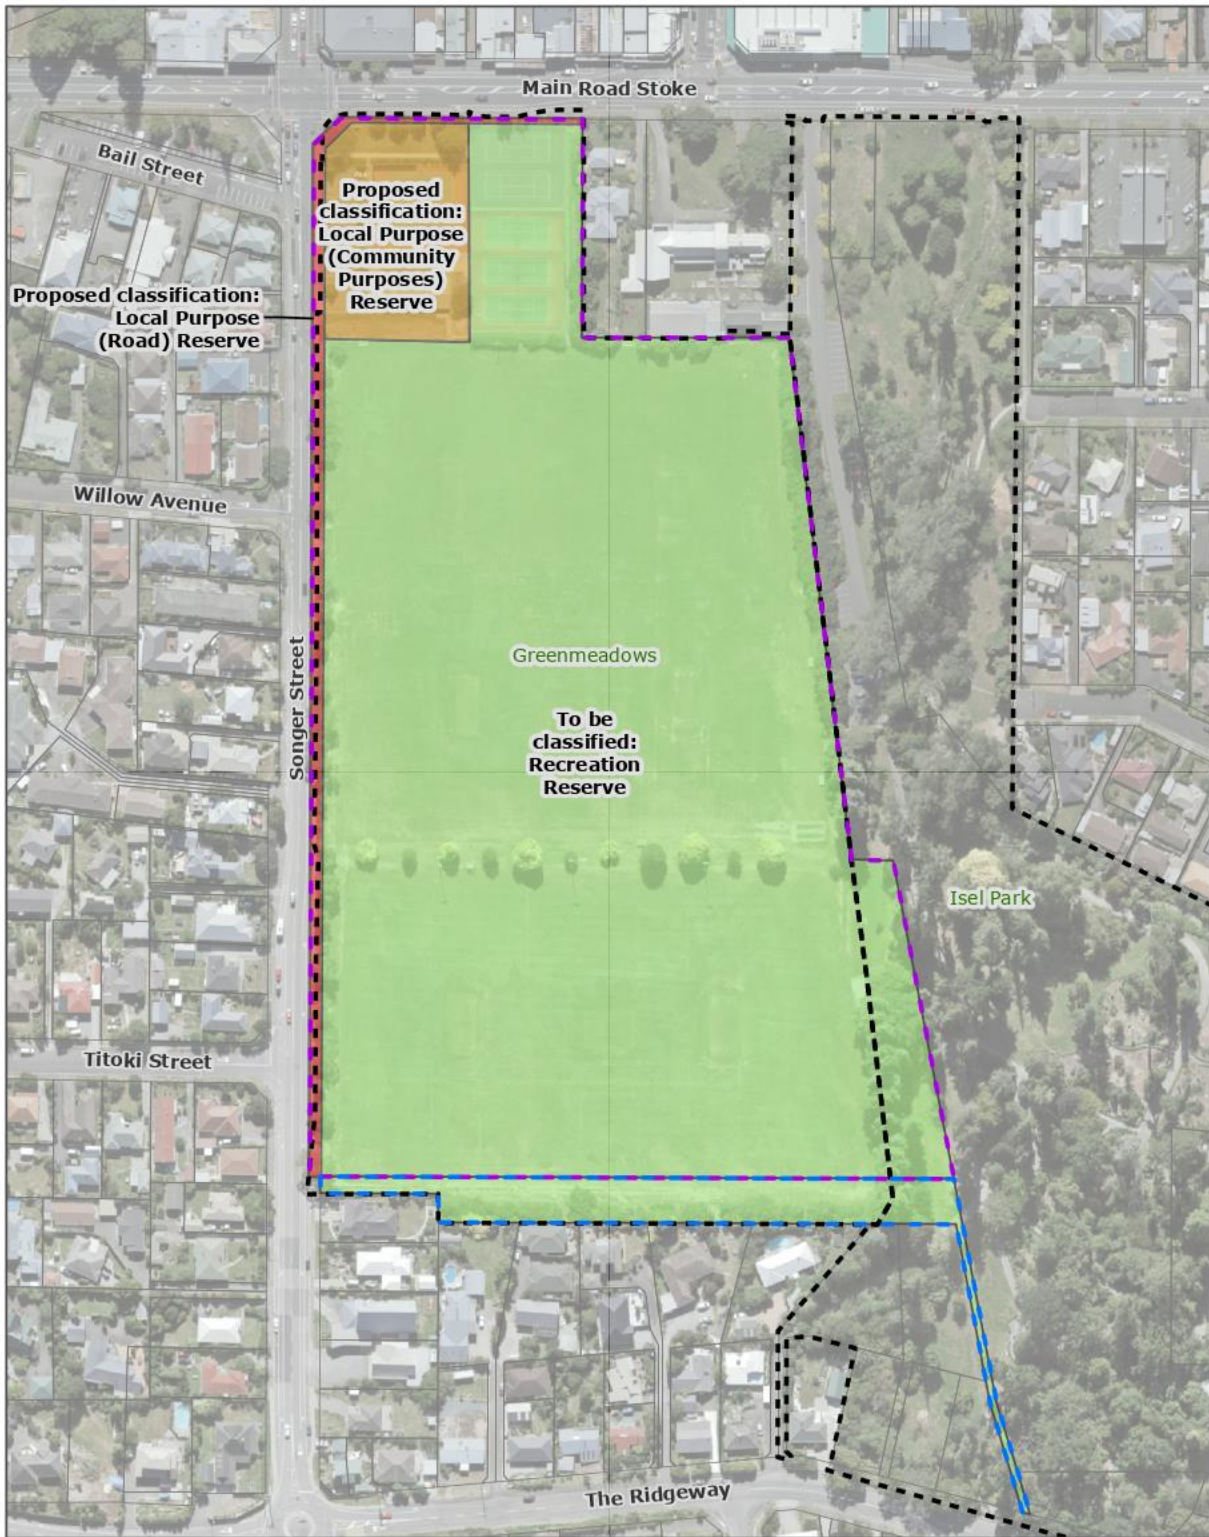 Main Road Stoke
Bail Street
Proposed
classification:
Local Purpose
(Community
Purposes)
Reserve
Proposed classification:
Local Purpose
(Road) Reserve
Willow Avenue
Songer Street
Greenmeadows
To be
classified:
Recreation
Reserve
Isel Park
Titoki Street
The Ridgeway